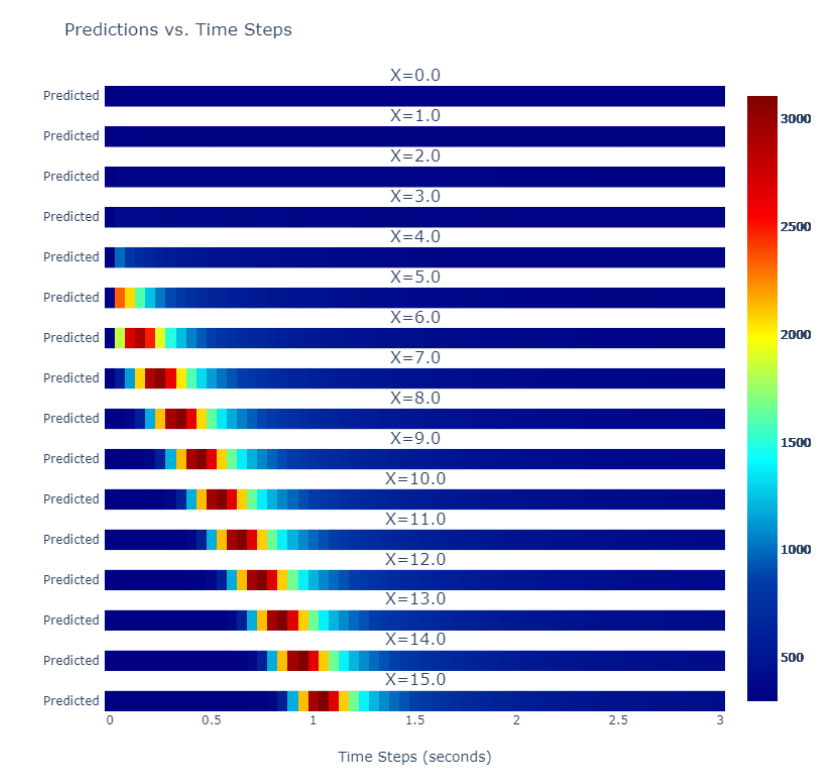 Predictions vs. Time Steps
X=0.0
Predicted
X=1.0
Predicted
X=2.0
Predicted
X=3.0
Predicted
X=4.0
Predicted
X=5.0
Predicted
X=6.0
Predicted
X=7.0
Predicted
X=8.0
Predicted
X=9.0
Predicted
X=10.0
Predicted
X=11.0
Predicted
X=12.0
Predicted
X=13.0
Predicted
X=14.0
Predicted
X=15.0
Predicted
0 0.5 1 1.5 2 2.5 3
Time Steps (seconds)
3000
2500
2000
1500
1000
500